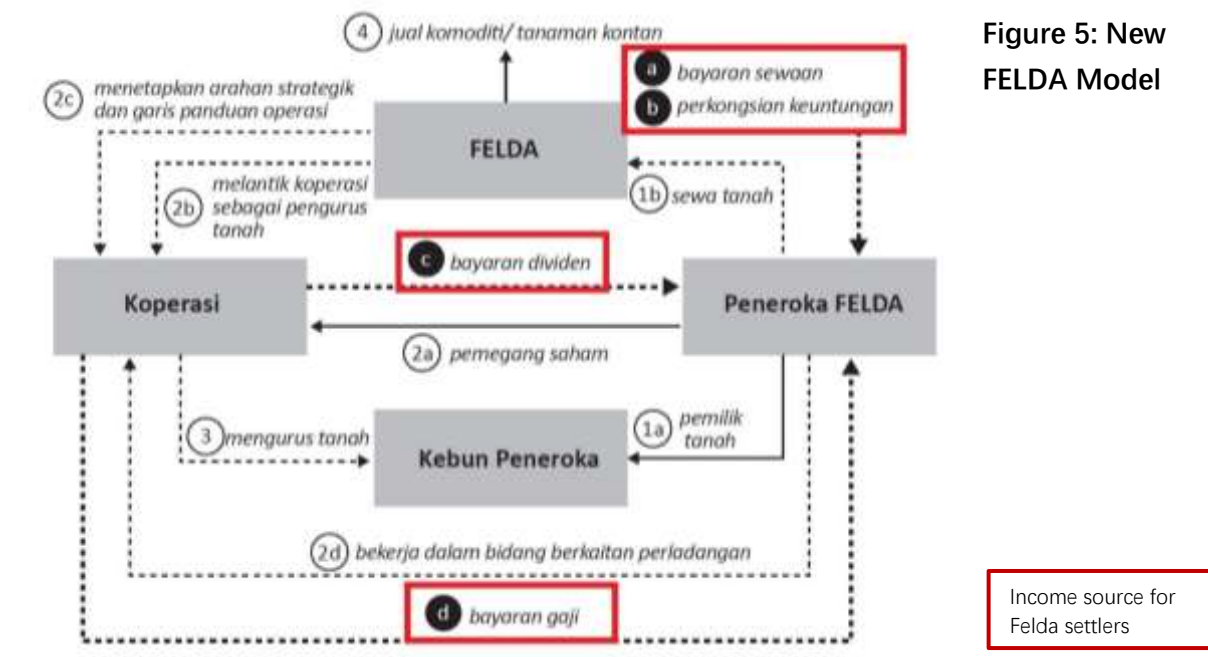 4 jual komoditi/ tanaman kontan
Figure 5: New
FELDA Model
a bayaran sewaan
b perkongsian keuntungan
2c menetapkan arahan strategik
dan garis panduan operasi
FELDA
2b melantik koperasi
sebagai pengurus
tanah
1b sewa tanah
c bayaran dividen
Koperasi
Peneroka FELDA
2a pemegang saham
3 mengurus tanah
Kebun Peneroka
1a pemilik
tanah
2d bekerja dalam bidang berkaitan perladangan
d bayaran gaji
Income source for
Felda settlers